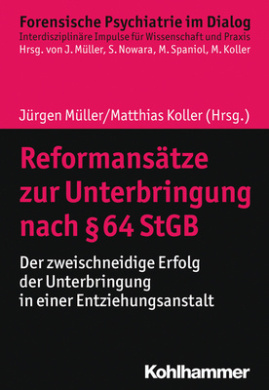 Forensische Psychiatrie im Dialog
Interdisziplinäre Impulse für Wissenschaft und Praxis
Hrsg. von J. Müller, S. Nowara, M. Spaniol, M. Koller
Jürgen Müller/Matthias Koller (Hrsg.)
Reformansätze
zur Unterbringung
nach § 64 StGB
Der zweischneidige Erfolg
der Unterbringung
in einer Entziehungsanstalt
Kohlhammer